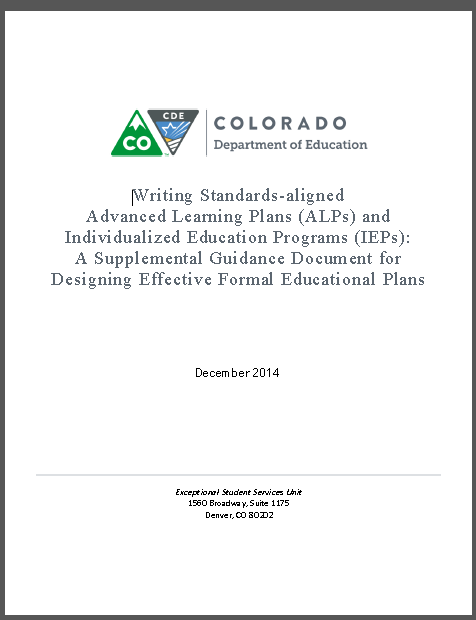 CO
CDE
COLORADO
Department of Education
Writing Standards-aligned
Advanced Learning Plans (ALPs) and
Individualized Education Programs (IEPs):
A Supplemental Guidance Document for
Designing Effective Formal Educational Plans
December 2014
Exceptional Student Services Unit
1560 Broadway, Suite 1175
Denver, CO 80202